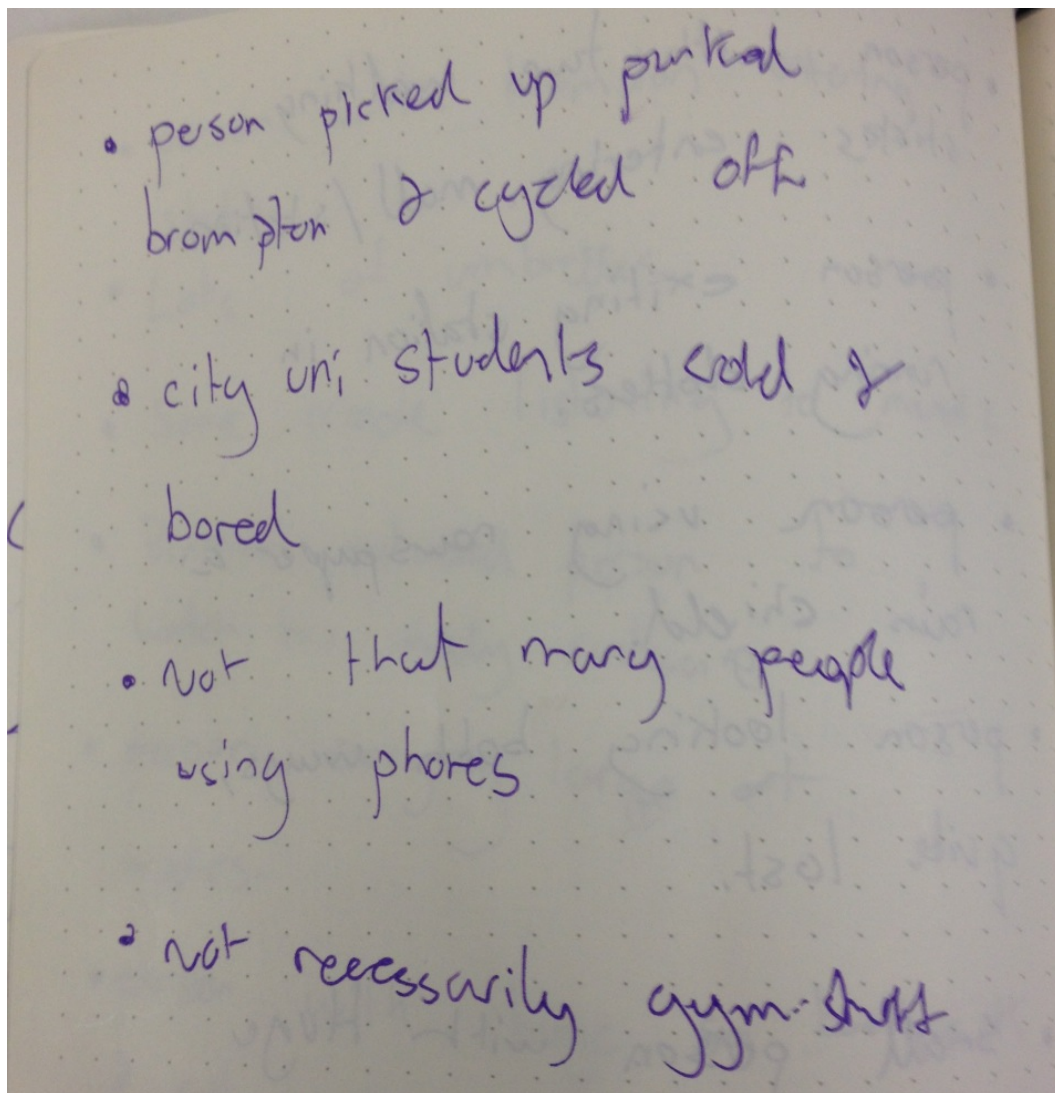 • person picked up parked
brompton & cycled off
• city uni students cold &
bored
• not that many people
using phones
• not necessarily gym stuff